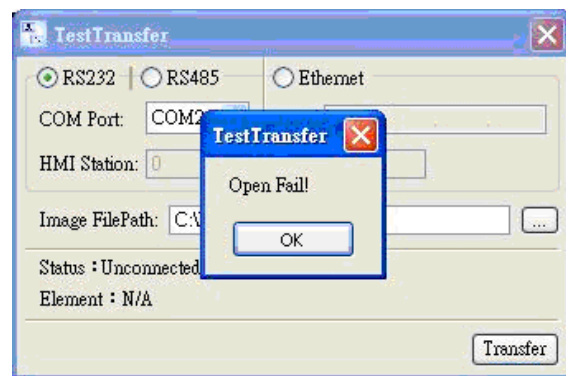 TestTransfer
RS232 RS485 Ethernet
COM Port: COM2
TestTransfer
HMI Station: 0
Open Fail!
Image FilePath: C:\ ...
OK
Status：Unconnected
Element：N/A
Transfer